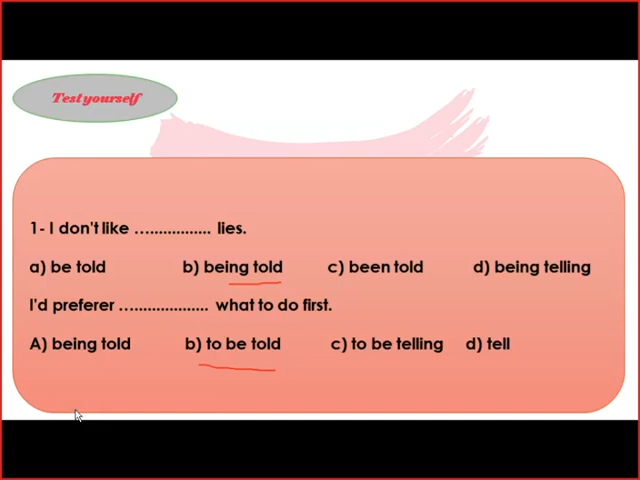 Test yourself
1- I don't like ….............. lies.
a) be told b) being told c) been told d) being telling
I'd preferer ….................. what to do first.
A) being told b) to be told c) to be telling d) tell